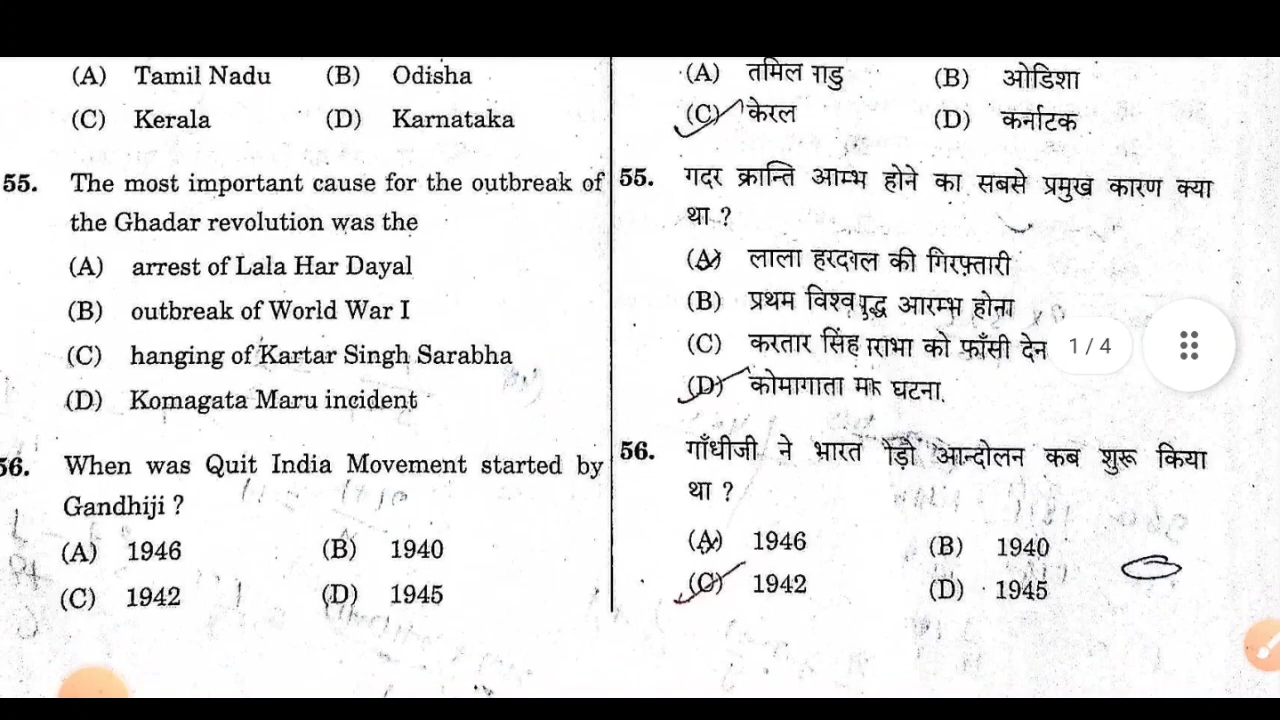 (A) Tamil Nadu (B) Odisha
(C) Kerala (D) Karnataka
55. The most important cause for the outbreak of
the Ghadar revolution was the
(A) arrest of Lala Har Dayal
(B) outbreak of World War I
(C) hanging of Kartar Singh Sarabha
(D) Komagata Maru incident
56. When was Quit India Movement started by
Gandhiji ?
(A) 1946 (B) 1940
(C) 1942 (D) 1945
(A) तमिल (B) ओडिशा
(C) केरल (D) कर्नाटक
55. गदर क्रान्ति होने का सबसे प्रमुख कारण क्या
था ?
(A) लाला की गिरफ़्तारी
(B) प्रथम आरम्भ होना
(C) करतार सिंह को फाँसी
(D) कोमागाता घटना
56. गाँधीजी ने भारत आन्दोलन कब शुरू किया
था ?
(A) 1946 (B) 1940
(C) 1942 (D) 1945
1 / 4